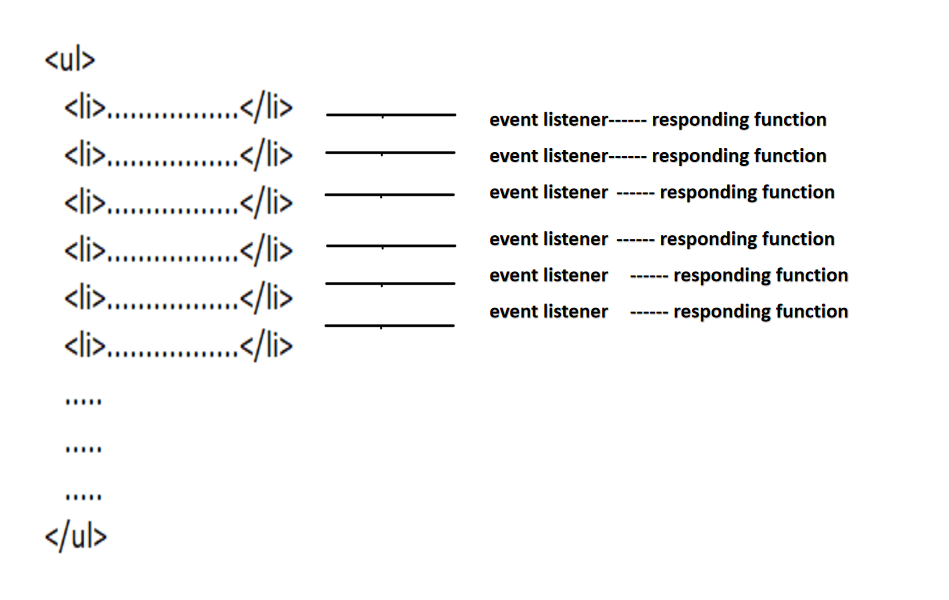 <ul>
<li>.................</li> event listener------ responding function
<li>.................</li> event listener------ responding function
<li>.................</li> event listener ------ responding function
<li>.................</li> event listener ------ responding function
<li>.................</li> event listener ------ responding function
<li>.................</li> event listener ------ responding function
.....
.....
.....
</ul>